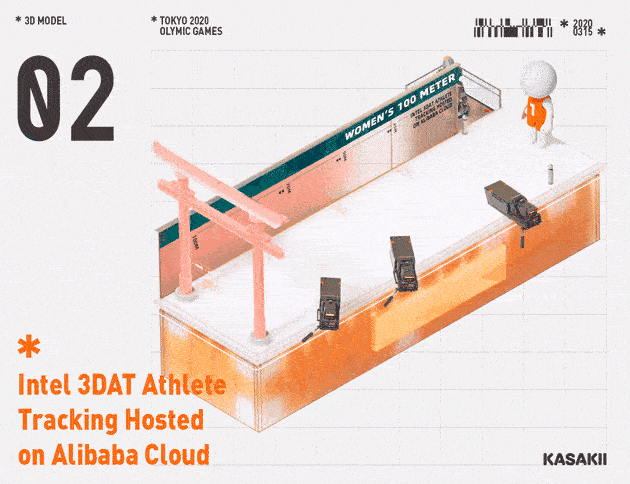 * 3D MODEL
* TOKYO 2020
OLYMIC GAMES
* 2020
0315 *
02
WOMEN'S 100 METER
INTEL 3DAT ATHLETE
TRACKING HOSTED
ON ALIBABA CLOUD
1
*
Intel 3DAT Athlete
Tracking Hosted
on Alibaba Cloud
KASAKII